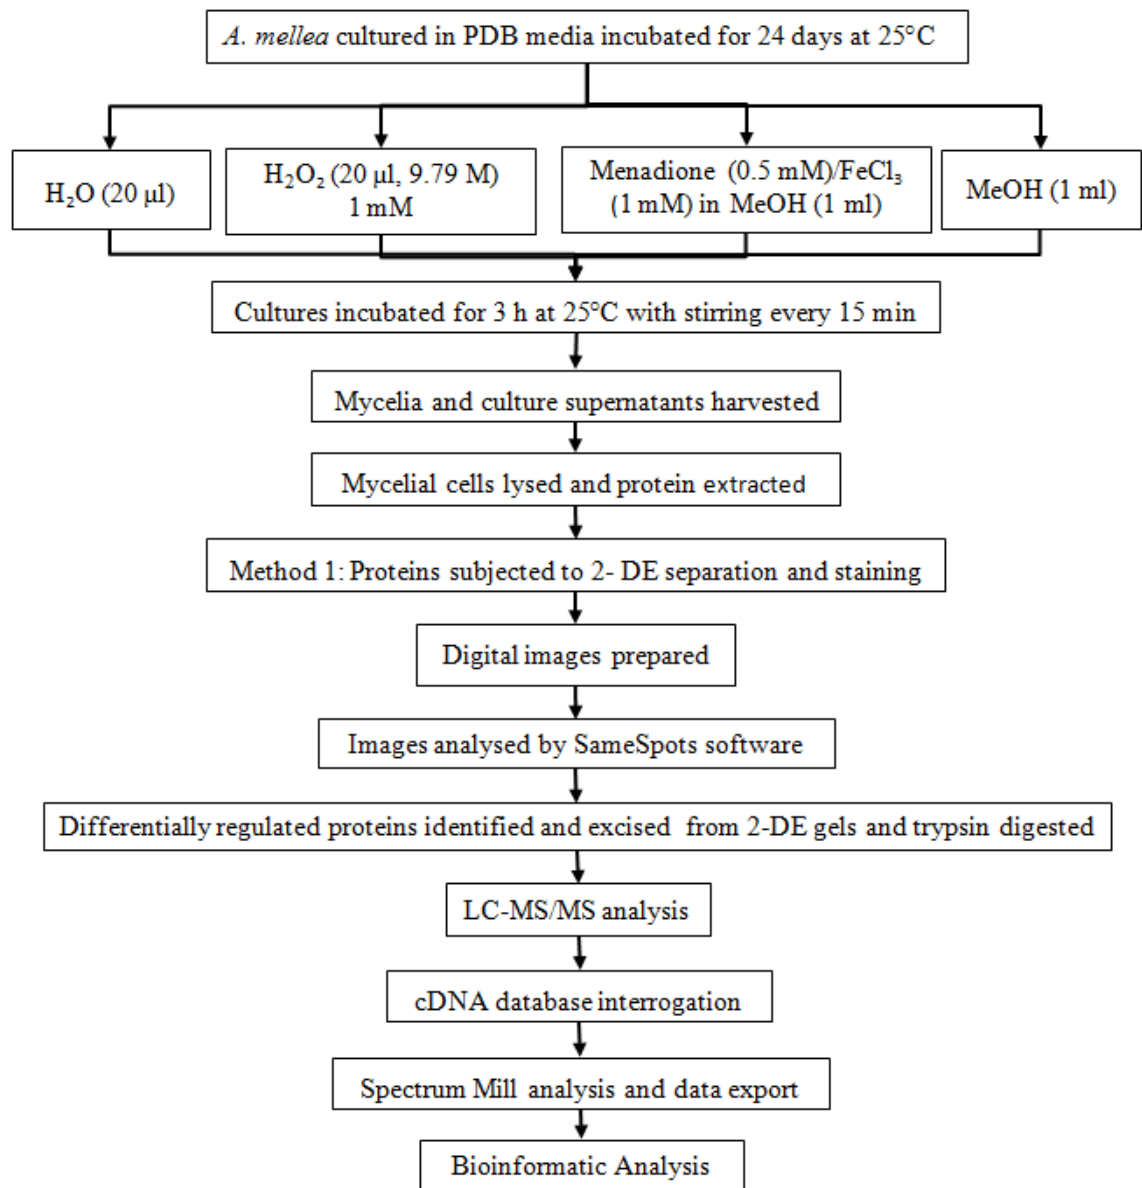 A. mellea cultured in PDB media incubated for 24 days at 25°C
H₂O (20 µl)
H₂O₂ (20 µl, 9.79 M)
1 mM
Menadione (0.5 mM)/FeCl₃
(1 mM) in MeOH (1 ml)
MeOH (1 ml)
Cultures incubated for 3 h at 25°C with stirring every 15 min
Mycelia and culture supernatants harvested
Mycelial cells lysed and protein extracted
Method 1: Proteins subjected to 2- DE separation and staining
Digital images prepared
Images analysed by SameSpots software
Differentially regulated proteins identified and excised from 2-DE gels and trypsin digested
LC-MS/MS analysis
cDNA database interrogation
Spectrum Mill analysis and data export
Bioinformatic Analysis